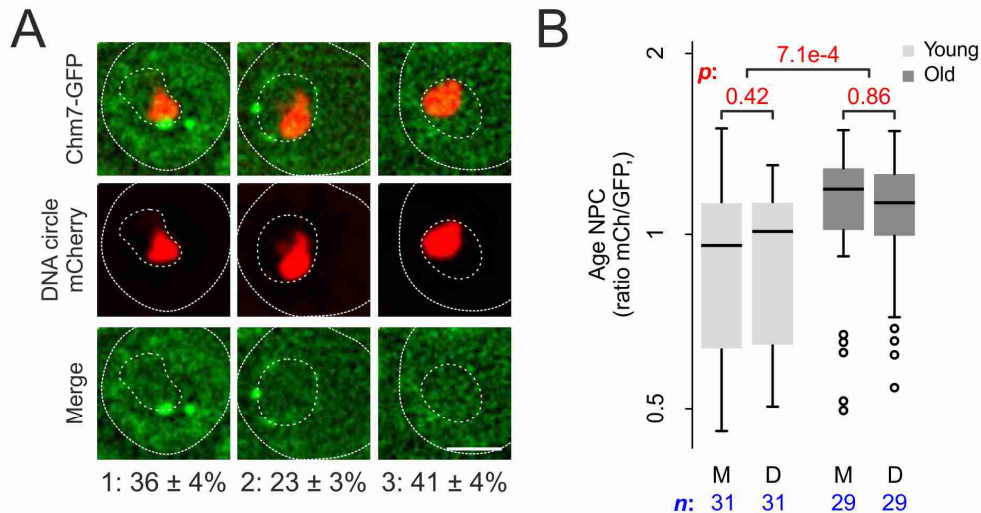 A
Chm7-GFP
DNA circle
mCherry
Merge
1: 36 ± 4% 2: 23 ± 3% 3: 41 ± 4%
B
Young
Old
p:
7.1e-4
0.42 0.86
Age NPC
(ratio mCh/GFP,)
2
1
0.5
M D M D
n: 31 31 29 29